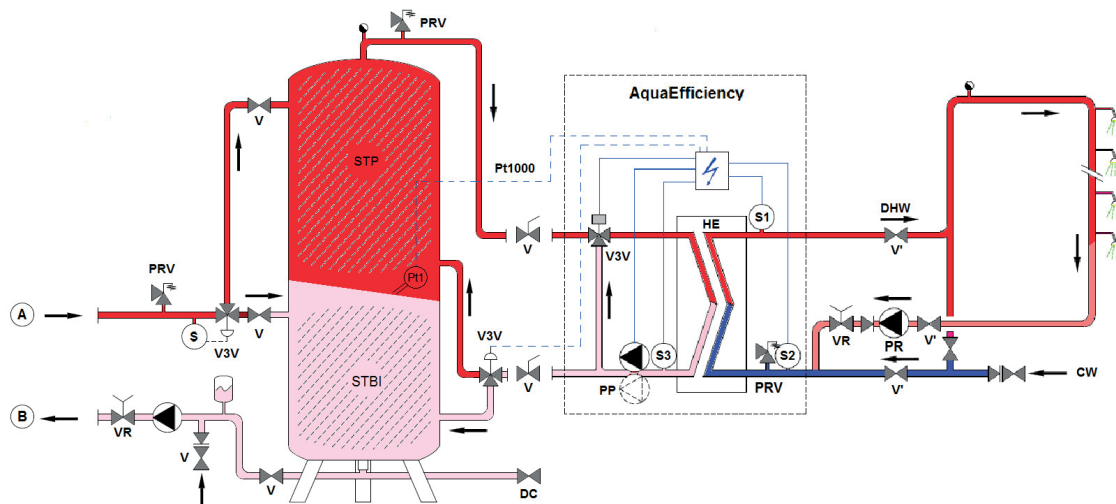 PRV
AquaEfficiency
V
STP
Pt1000
S1
HE
DHW
V
V3V
V'
Pt1
PRV
A
V
S
V3V
V3V
VR
PR
V'
STBI
S3
S2
PP
PRV
V
V'
CW
B
VR
V
V
DC